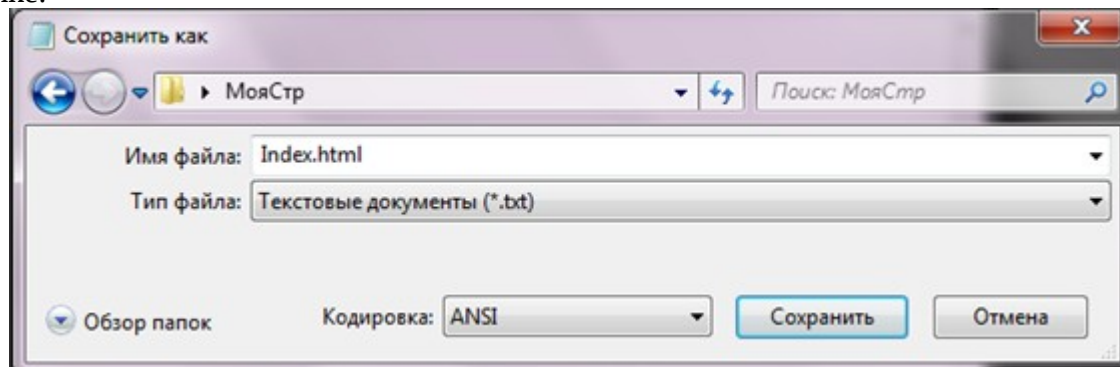 Сохранить как
МояСтр
Поиск: МояСтр
Имя файла: Index.html
Тип файла: Текстовые документы (*.txt)
Обзор папок
Кодировка: ANSI
Сохранить
Отмена